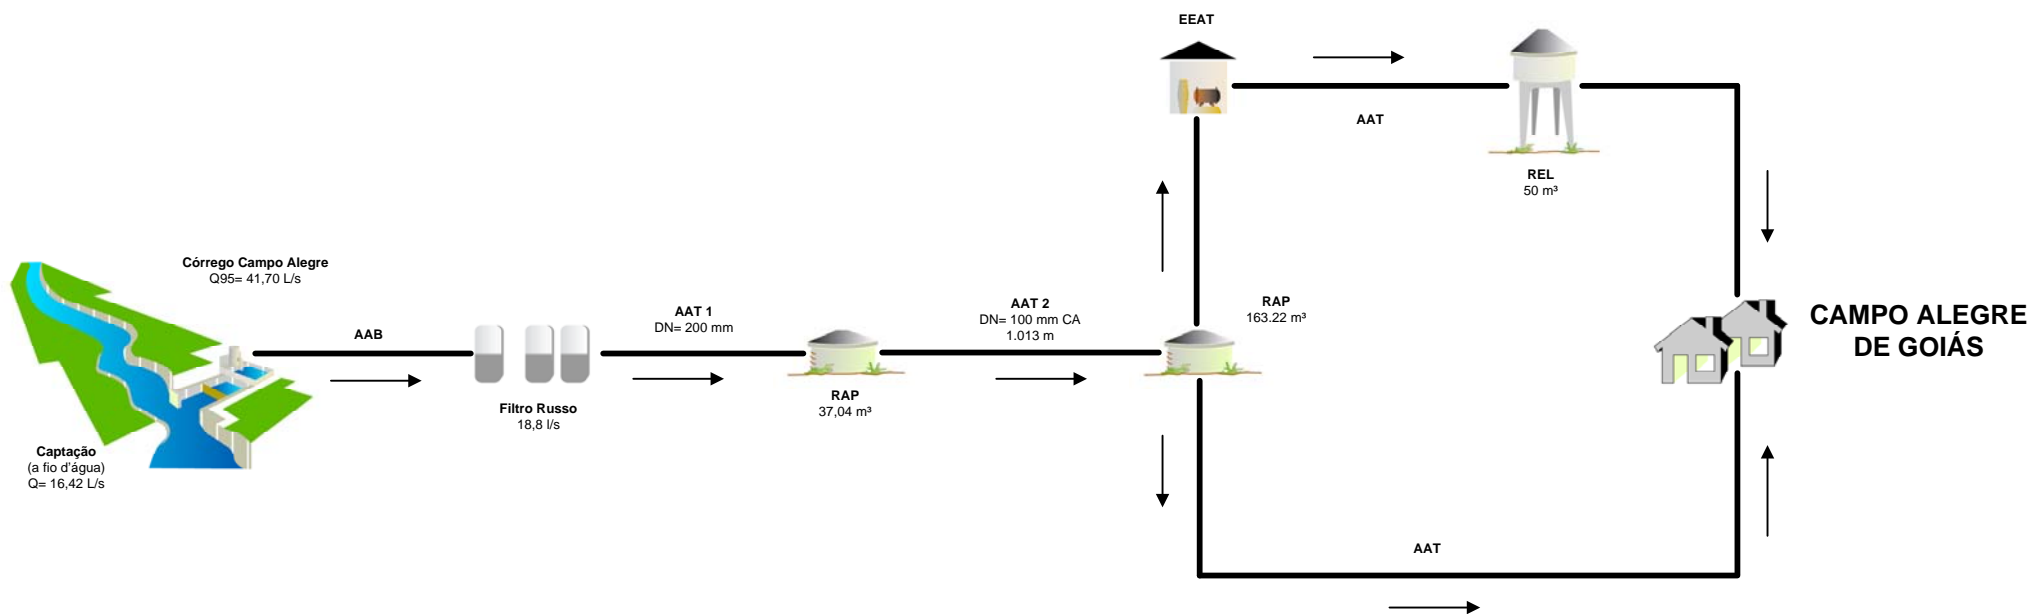 EEAT
AAT
REL
50 m³
Córrego Campo Alegre
Q95= 41,70 L/s
AAB
Captação
(a fio d'água)
Q= 16,42 L/s
Filtro Russo
18,8 l/s
AAT 1
DN= 200 mm
RAP
37,04 m³
AAT 2
DN= 100 mm CA
1.013 m
RAP
163.22 m³
CAMPO ALEGRE
DE GOIÁS
AAT